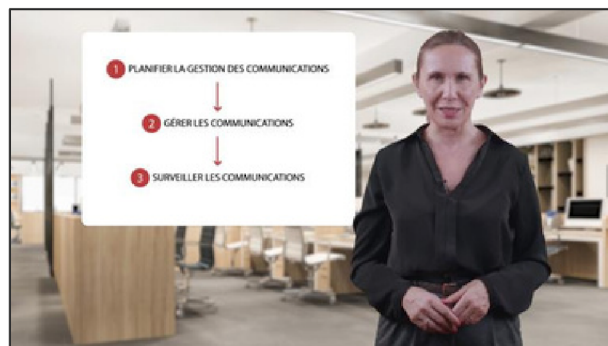 1 PLANIFIER LA GESTION DES COMMUNICATIONS
2 GÉRER LES COMMUNICATIONS
3 SURVEILLER LES COMMUNICATIONS